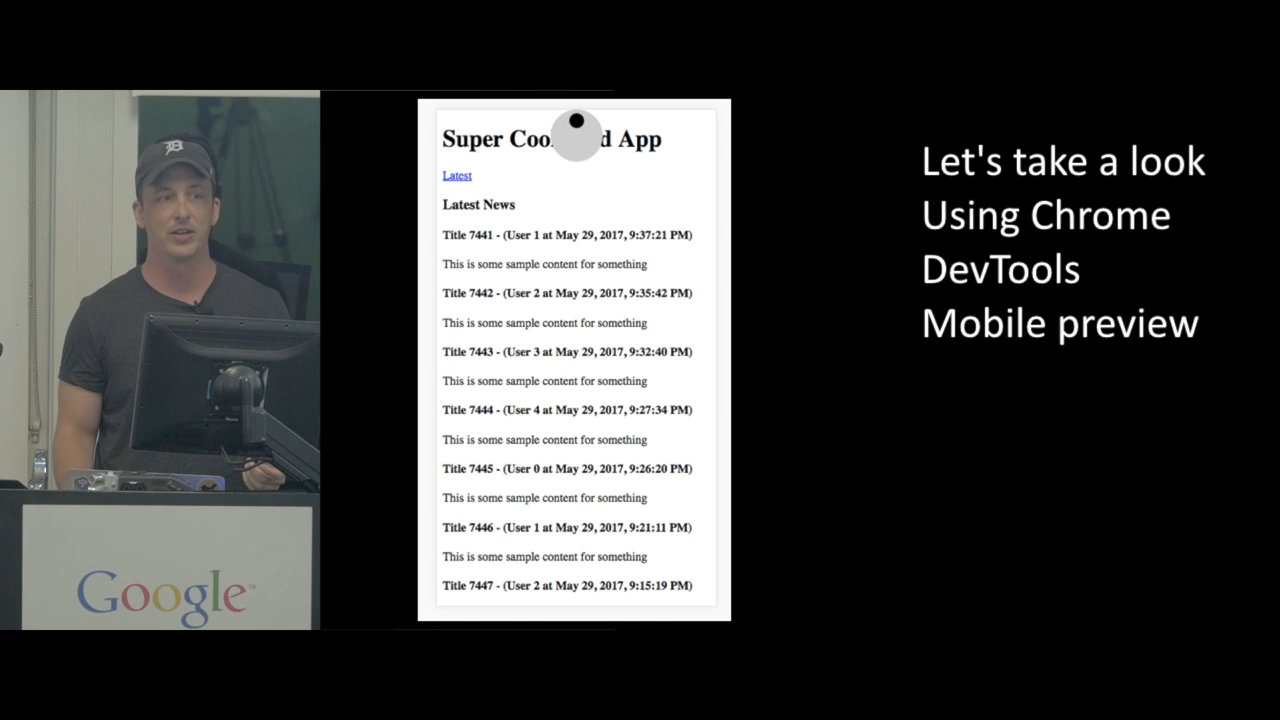 Super Coo d App
Latest
Latest News
Title 7441 - (User 1 at May 29, 2017, 9:37:21 PM)
This is some sample content for something
Title 7442 - (User 2 at May 29, 2017, 9:35:42 PM)
This is some sample content for something
Title 7443 - (User 3 at May 29, 2017, 9:32:40 PM)
This is some sample content for something
Title 7444 - (User 4 at May 29, 2017, 9:27:34 PM)
This is some sample content for something
Title 7445 - (User 0 at May 29, 2017, 9:26:20 PM)
This is some sample content for something
Title 7446 - (User 1 at May 29, 2017, 9:21:11 PM)
This is some sample content for something
Title 7447 - (User 2 at May 29, 2017, 9:15:19 PM)
Let's take a look
Using Chrome
DevTools
Mobile preview
D
Google™